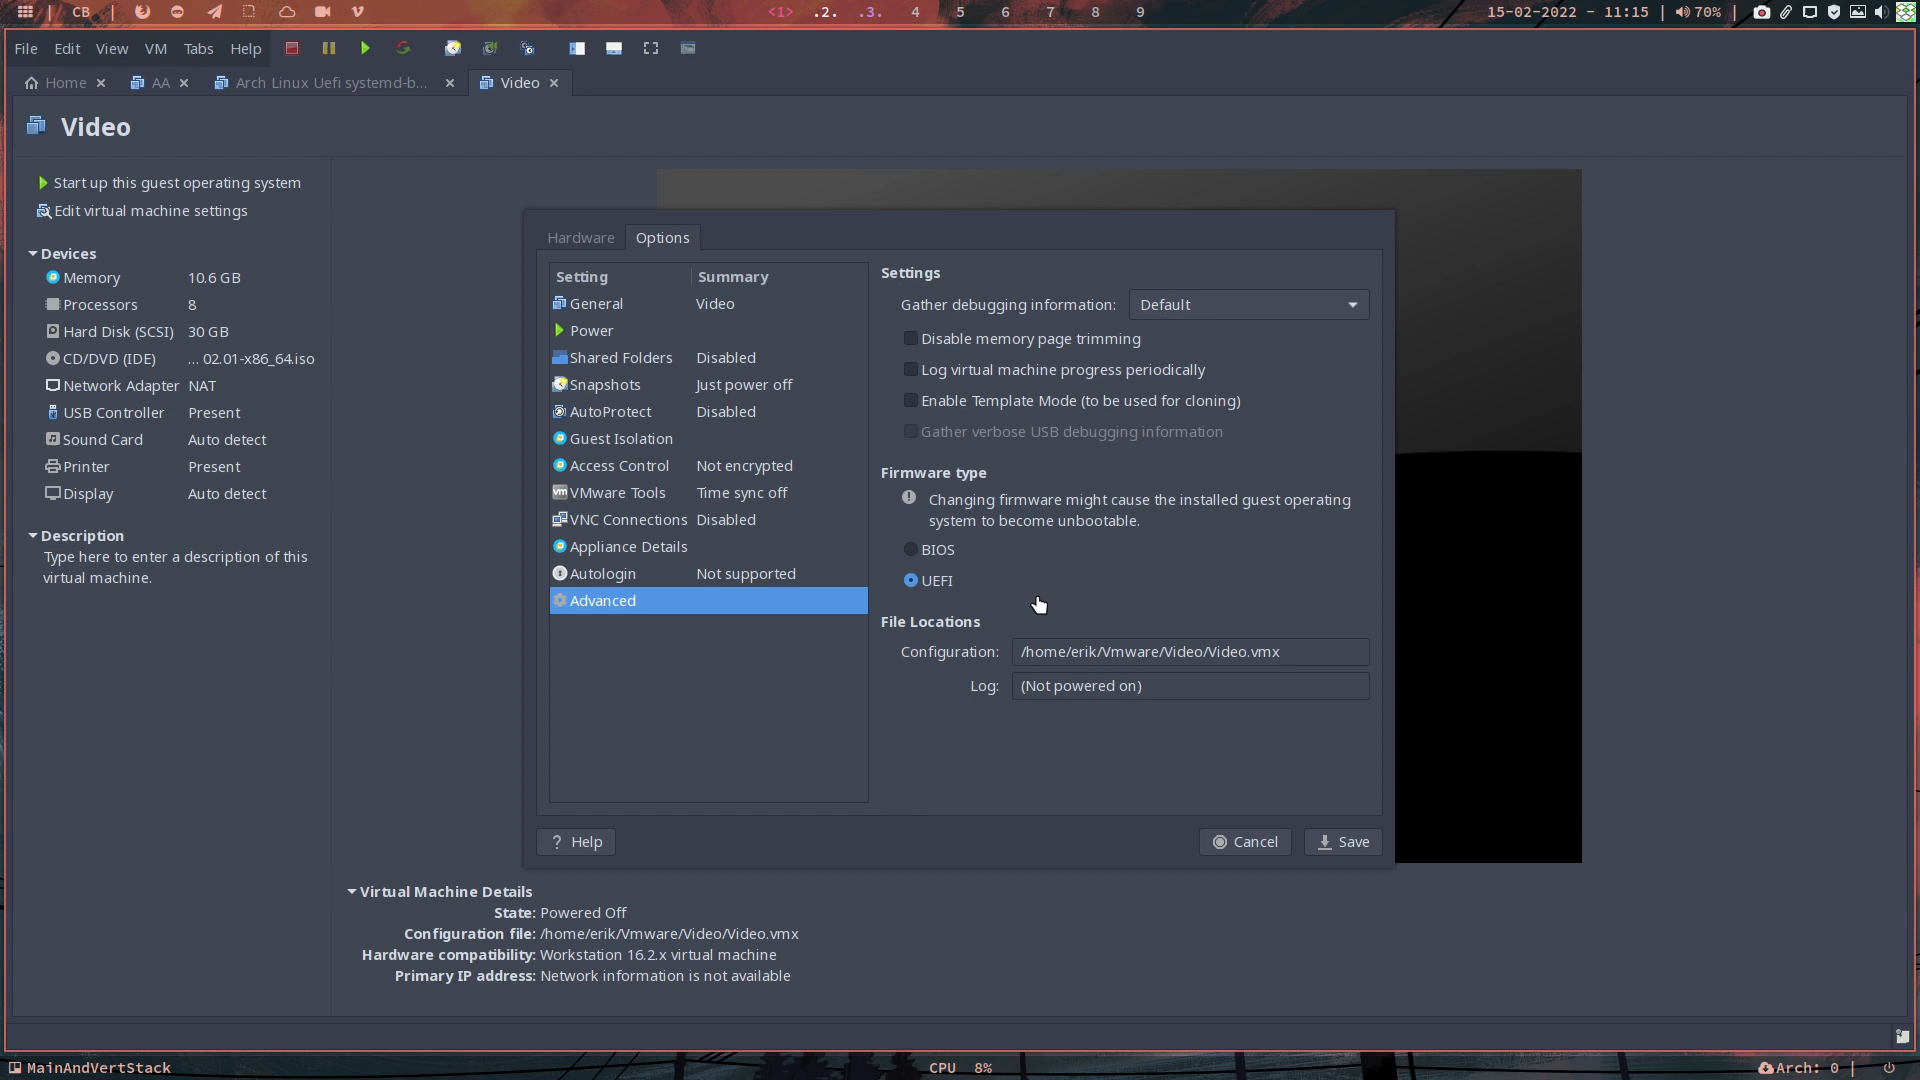 CB
<1> .2. .3. 4 5 6 7 8 9
15-02-2022 - 11:15 | 70% |
File Edit View VM Tabs Help
Home AA Arch Linux Uefi systemd-b... Video
Video
Start up this guest operating system
Edit virtual machine settings
Devices
Memory 10.6 GB
Processors 8
Hard Disk (SCSI) 30 GB
CD/DVD (IDE) ... 02.01-x86_64.iso
Network Adapter NAT
USB Controller Present
Sound Card Auto detect
Printer Present
Display Auto detect
Description
Type here to enter a description of this
virtual machine.
Hardware Options
Setting Summary
General Video
Power
Shared Folders Disabled
Snapshots Just power off
AutoProtect Disabled
Guest Isolation
Access Control Not encrypted
vm VMware Tools Time sync off
VNC Connections Disabled
Appliance Details
Autologin Not supported
Advanced
Settings
Gather debugging information: Default
Disable memory page trimming
Log virtual machine progress periodically
Enable Template Mode (to be used for cloning)
Gather verbose USB debugging information
Firmware type
Changing firmware might cause the installed guest operating
system to become unbootable.
BIOS
UEFI
File Locations
Configuration: /home/erik/Vmware/Video/Video.vmx
Log: (Not powered on)
? Help Cancel Save
Virtual Machine Details
State: Powered Off
Configuration file: /home/erik/Vmware/Video/Video.vmx
Hardware compatibility: Workstation 16.2.x virtual machine
Primary IP address: Network information is not available
MainAndVertStack CPU 8% Arch: 0 |